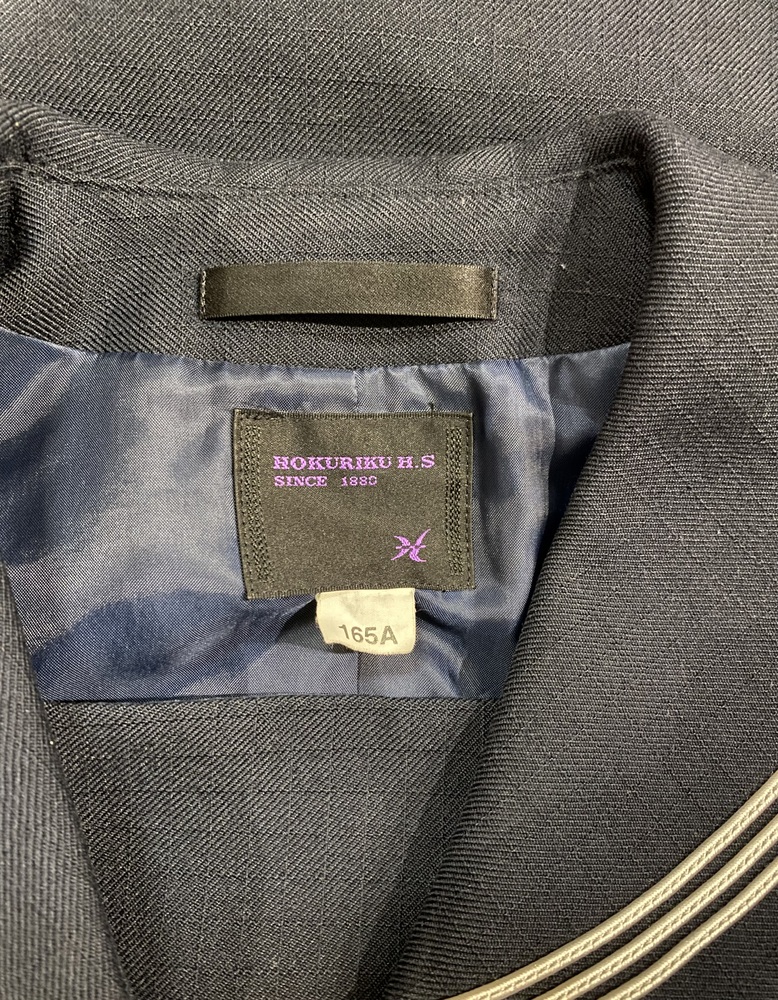 HOKURIKU H.S
SINCE 1880
165A